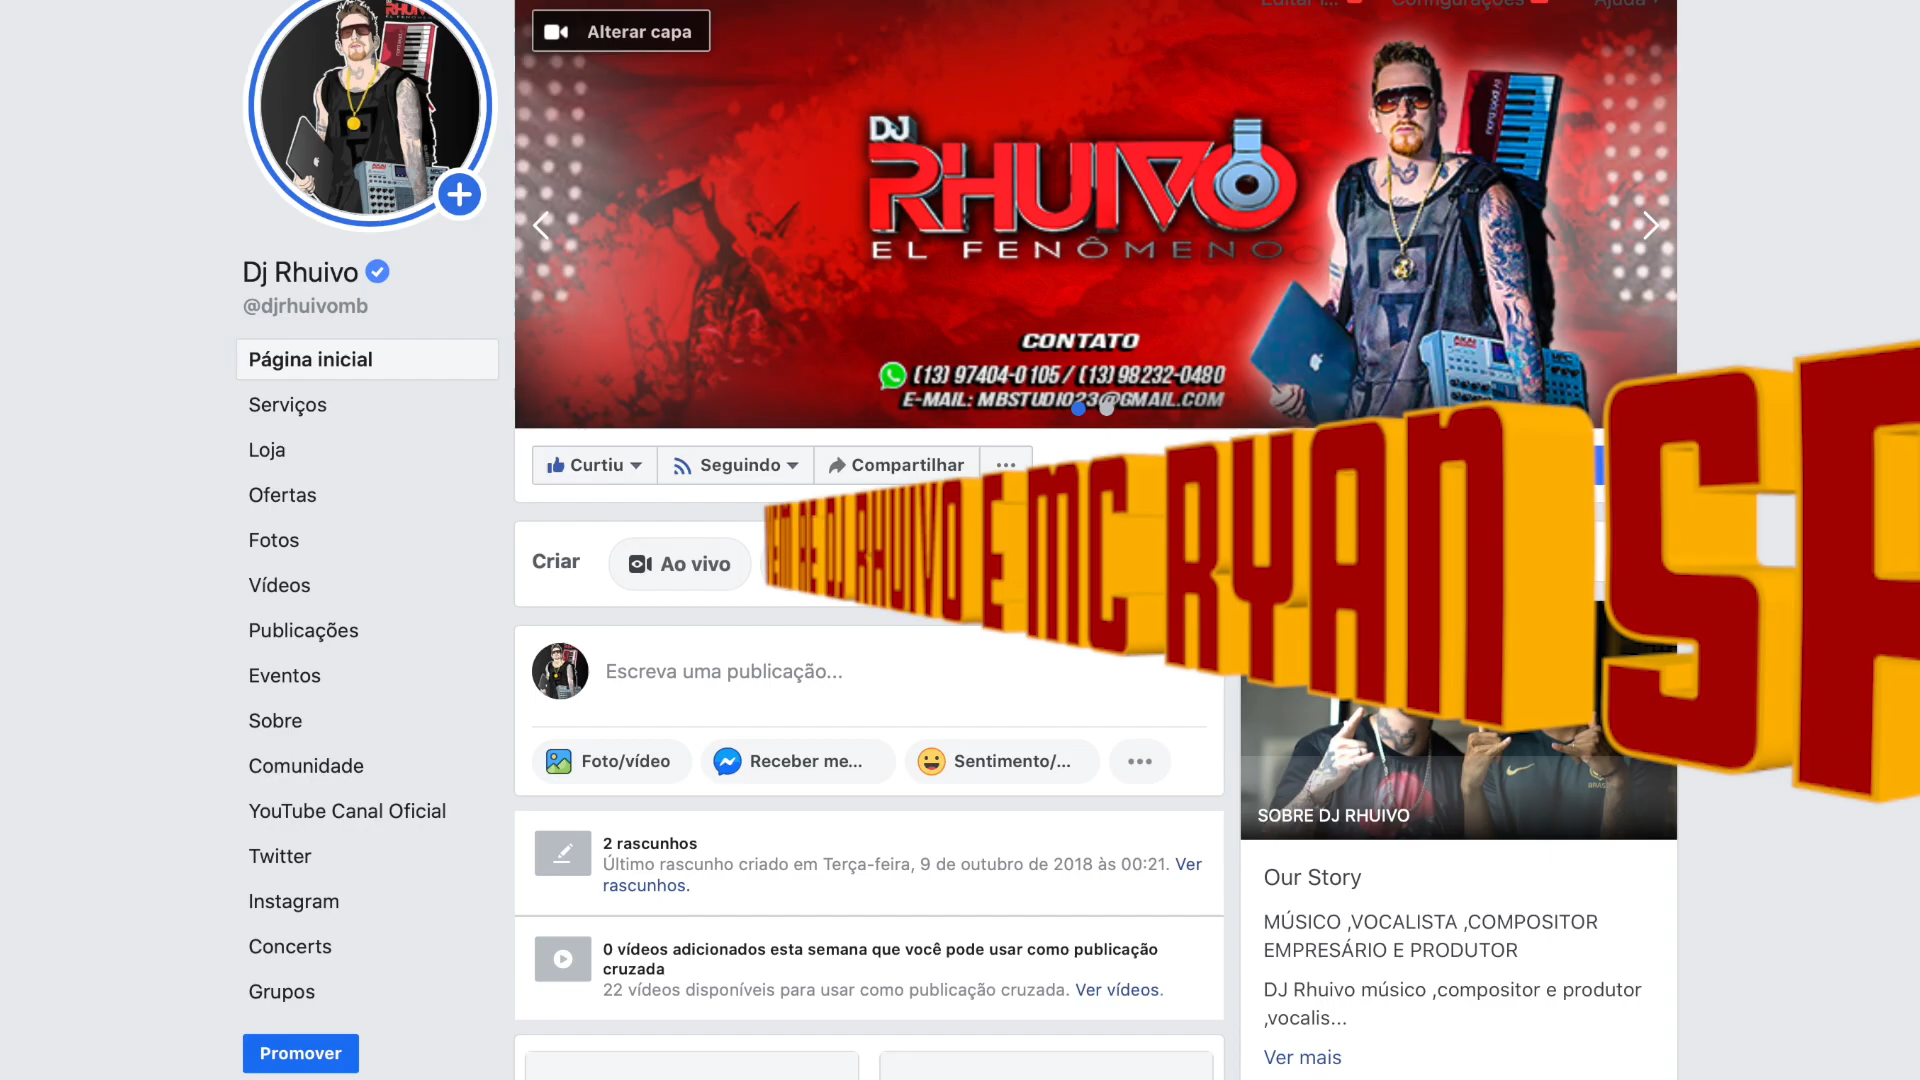 Alterar capa
DJ
RHUIVO
EL FENÔMENO
CONTATO
(13) 97404-0105 / (13) 98232-0480
E-MAIL: MBSTUDIO23@GMAIL.COM
Dj Rhuivo
@djrhuivomb
Página inicial
Serviços
Loja
Ofertas
Fotos
Vídeos
Publicações
Eventos
Sobre
Comunidade
YouTube Canal Oficial
Twitter
Instagram
Concerts
Grupos
Promover
Curtiu
Seguindo
Compartilhar
Criar
Ao vivo
DJ RHUIVO E MC RYAN SP
Escreva uma publicação...
Foto/vídeo
Receber me...
Sentimento/...
2 rascunhos
Último rascunho criado em Terça-feira, 9 de outubro de 2018 às 00:21. Ver
rascunhos.
0 vídeos adicionados esta semana que você pode usar como publicação
cruzada
22 vídeos disponíveis para usar como publicação cruzada. Ver vídeos.
SOBRE DJ RHUIVO
Our Story
MÚSICO ,VOCALISTA ,COMPOSITOR
EMPRESÁRIO E PRODUTOR
DJ Rhuivo músico ,compositor e produtor
,vocalis...
Ver mais